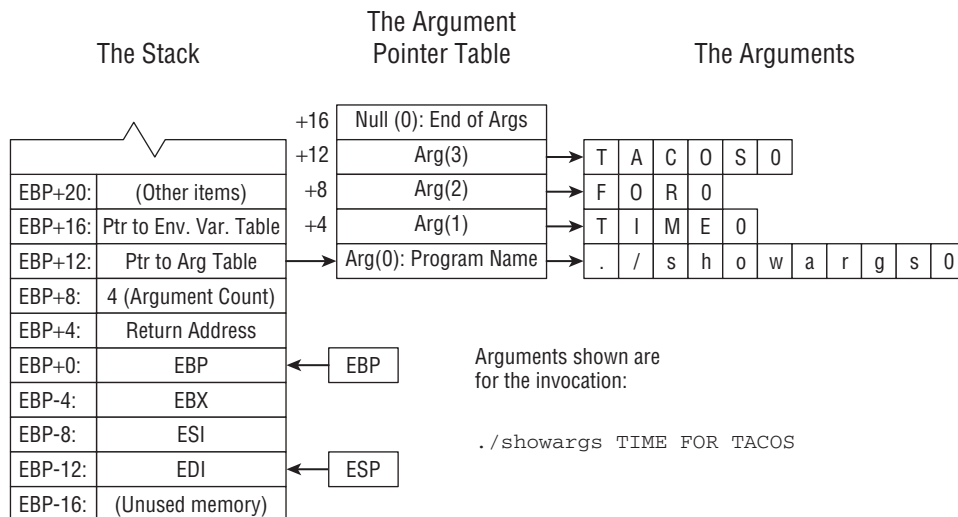 The Stack
The Argument
Pointer Table
The Arguments
+16 Null (0): End of Args
+12 Arg(3) T A C O S 0
EBP+20: (Other items) +8 Arg(2) F O R 0
EBP+16: Ptr to Env. Var. Table +4 Arg(1) T I M E 0
EBP+12: Ptr to Arg Table Arg(0): Program Name . / s h o w a r g s 0
EBP+8: 4 (Argument Count)
EBP+4: Return Address
EBP+0: EBP EBP
EBP-4: EBX
EBP-8: ESI
EBP-12: EDI ESP
EBP-16: (Unused memory)
Arguments shown are
for the invocation:
./showargs TIME FOR TACOS